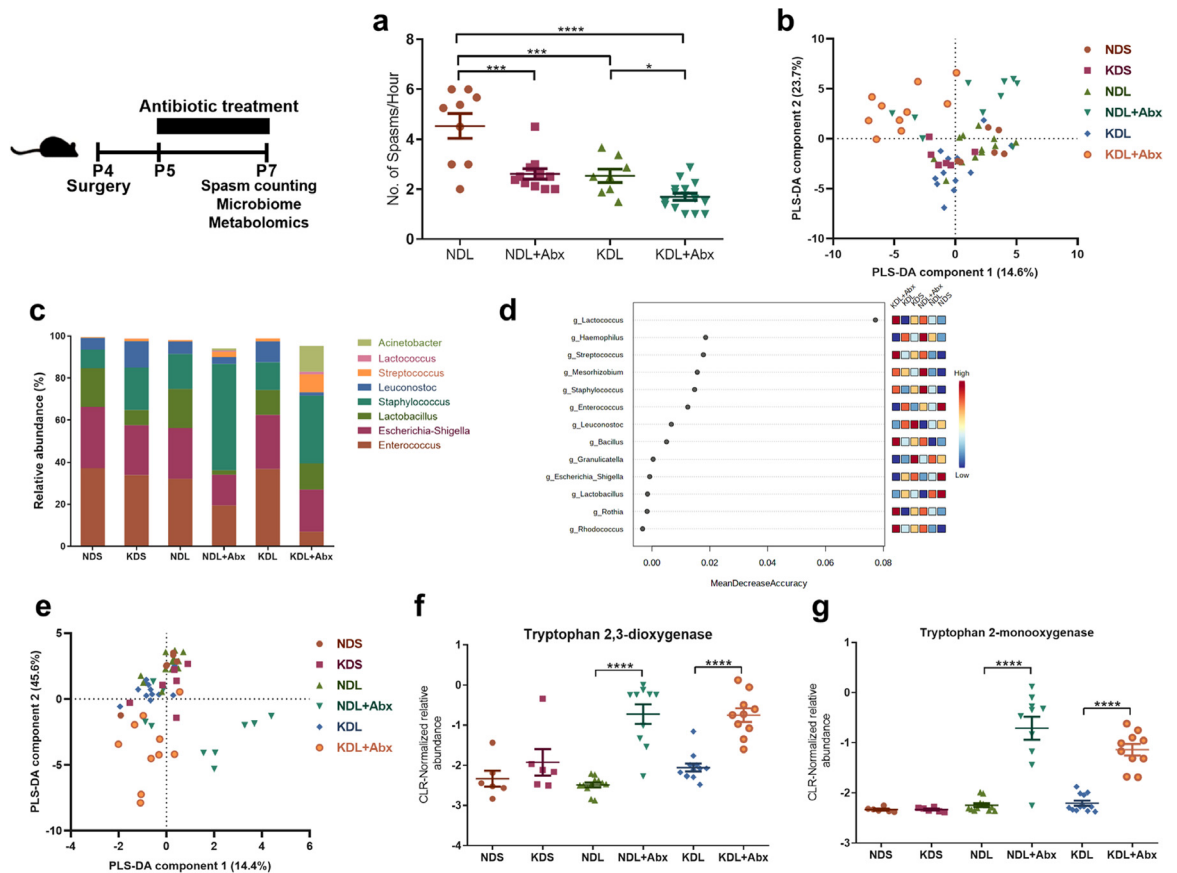 Antibiotic treatment
P4
P5
P7
Surgery
Spasm counting
Microbiome
Metabolomics
a
No. of Spasms/Hour
8
6
4
2
0
****
***
***
*
NDL
NDL+Abx
KDL
KDL+Abx
b
PLS-DA component 2 (23.7%)
10
5
0
-5
-10
-10
-5
0
5
10
PLS-DA component 1 (14.6%)
NDS
KDS
NDL
NDL+Abx
KDL
KDL+Abx
c
Relative abundance (%)
100
80
60
40
20
0
NDS
KDS
NDL
NDL+Abx
KDL
KDL+Abx
Acinetobacter
Lactococcus
Streptococcus
Leuconostoc
Staphylococcus
Lactobacillus
Escherichia-Shigella
Enterococcus
d
KDL+Abx
KDL
KDS
NDL+Abx
NDL
NDS
g_Lactococcus
g_Haemophilus
g_Streptococcus
g_Mesorhizobium
g_Staphylococcus
g_Enterococcus
g_Leuconostoc
g_Bacillus
g_Granulicatella
g_Escherichia_Shigella
g_Lactobacillus
g_Rothia
g_Rhodococcus
0.00
0.02
0.04
0.06
0.08
MeanDecreaseAccuracy
High
Low
e
PLS-DA component 2 (45.6%)
5
0
-5
-10
-4
-2
0
2
4
6
PLS-DA component 1 (14.4%)
NDS
KDS
NDL
NDL+Abx
KDL
KDL+Abx
f
Tryptophan 2,3-dioxygenase
CLR-Normalized relative
abundance
1
0
-1
-2
-3
-4
****
****
NDS
KDS
NDL
NDL+Abx
KDL
KDL+Abx
g
Tryptophan 2-monooxygenase
CLR-Normalized relative
abundance
1
0
-1
-2
-3
****
****
NDS
KDS
NDL
NDL+Abx
KDL
KDL+Abx